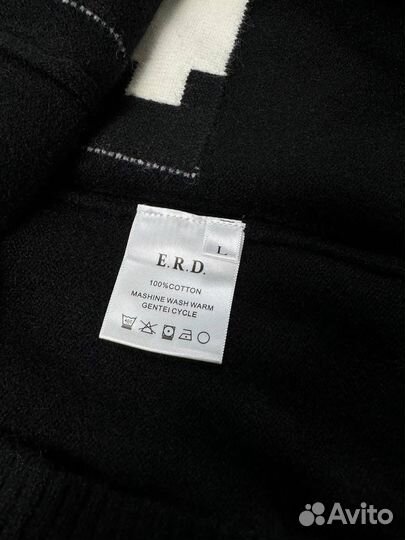 L
E.R.D.
100%COTTON
MASHINE WASH WARM
GENTEI CYCLE
Avito